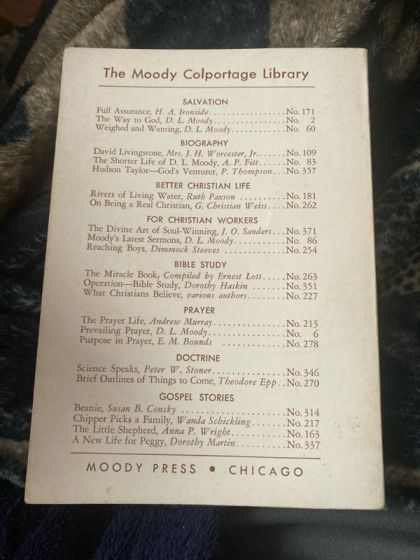 The Moody Colportage Library
SALVATION
Full Assurance, H. A. Ironside................No. 171
The Way to God, D. L. Moody...............No. 2
Weighed and Wanting, D. L. Moody...........No. 60
BIOGRAPHY
David Livingstone, Mrs. J. H. Worcester, Jr......No. 109
The Shorter Life of D. L. Moody, A. P. Fitt....No. 83
Hudson Taylor—God's Venturer, P. Thompson...No. 357
BETTER CHRISTIAN LIFE
Rivers of Living Water, Ruth Paxson ..........No. 181
On Being a Real Christian, G. Christian Weiss....No. 262
FOR CHRISTIAN WORKERS
The Divine Art of Soul-Winning, J. O. Sanders...No. 371
Moody's Latest Sermons, D. L. Moody.........No. 86
Reaching Boys, Dimmock Steeves .............No. 254
BIBLE STUDY
The Miracle Book, Compiled by Ernest Lott.....No. 263
Operation—Bible Study, Dorothy Haskin .......No. 351
What Christians Believe, various authors........No. 227
PRAYER
The Prayer Life, Andrew Murray...............No. 213
Prevailing Prayer, D. L. Moody................No. 6
Purpose in Prayer, E. M. Bounds .............No. 278
DOCTRINE
Science Speaks, Peter W. Stoner................No. 346
Brief Outlines of Things to Come, Theodore Epp..No. 270
GOSPEL STORIES
Beanie, Susan B. Consky .....................No. 314
Chipper Picks a Family, Wanda Schickling.......No. 217
The Little Shepherd, Anna P. Wright...........No. 163
A New Life for Peggy, Dorothy Martin..........No. 337
MOODY PRESS • CHICAGO